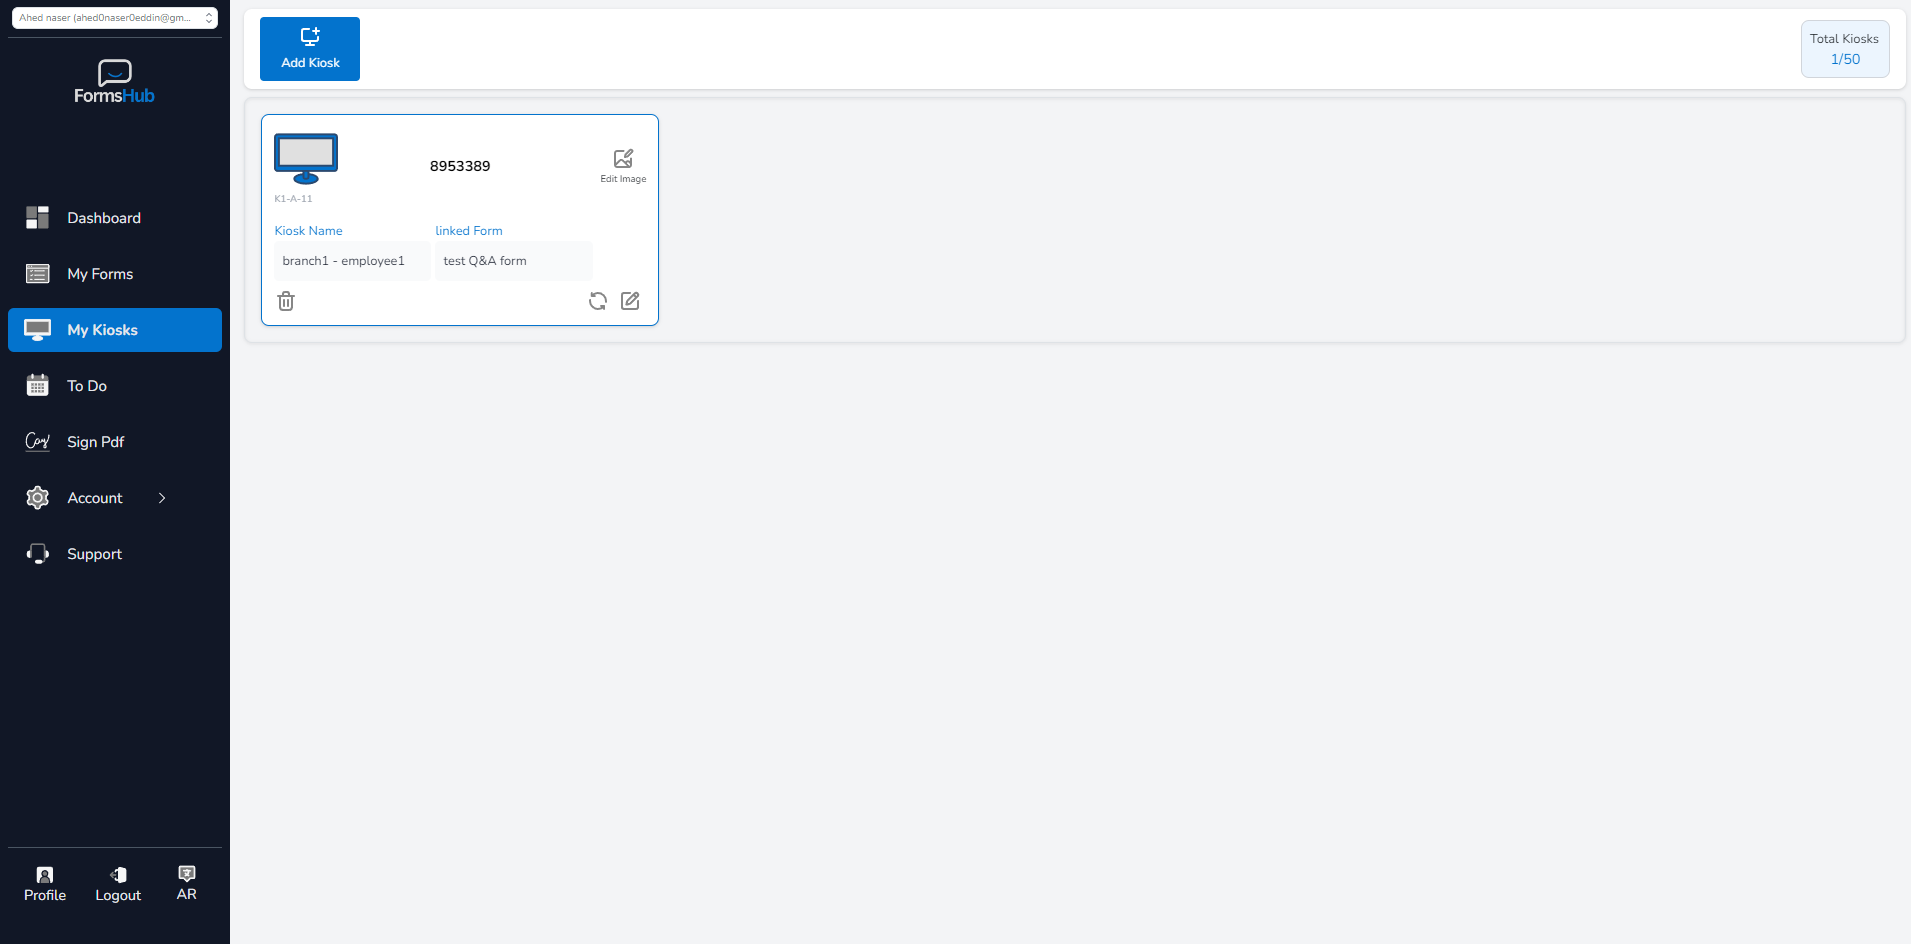 Ahed naser (ahed0naser0eddin@gm...
FormsHub
Dashboard
My Forms
My Kiosks
To Do
Sign Pdf
Account
Support
Profile
Logout
AR
Add Kiosk
Total Kiosks
1/50
8953389
Edit Image
K1-A-11
Kiosk Name
linked Form
branch1 - employee1
test Q&A form